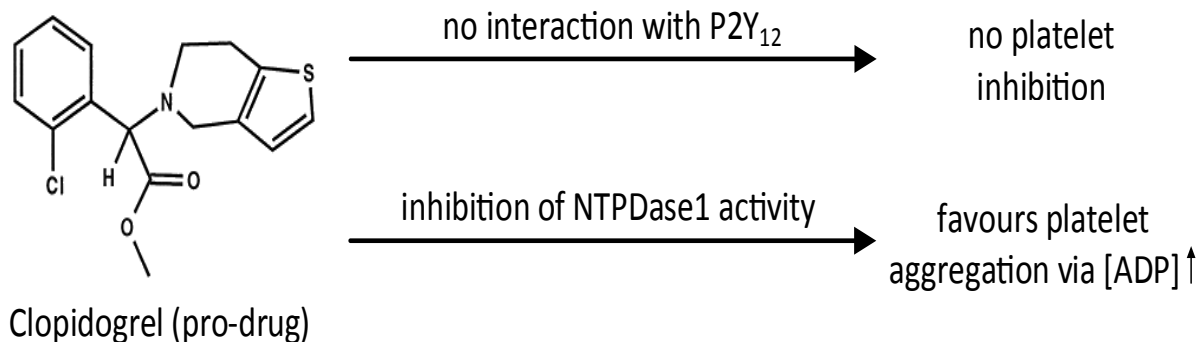 no interaction with P2Y₁₂
no platelet
inhibition
S
N
Cl
H
O
O
inhibition of NTPDase1 activity
favours platelet
aggregation via [ADP]↑
Clopidogrel (pro-drug)